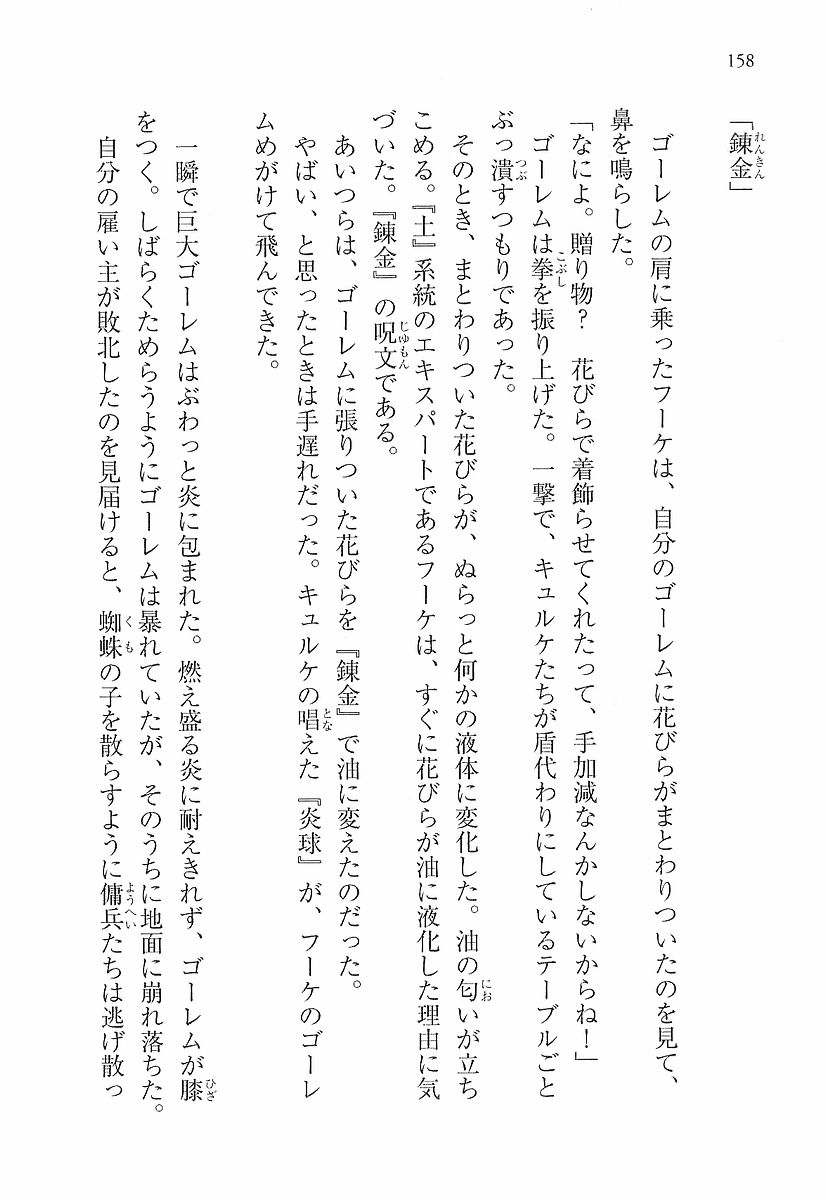 158
「錬金」
ゴーレムの肩に乗ったフーケは、自分のゴーレムに花びらがまとわりついたのを見て、
鼻を鳴らした。
「なによ。贈り物？　花びらで着飾らせてくれたって、手加減なんかしないからね！」
ゴーレムは拳を振り上げた。一撃で、キュルケたちが盾代わりにしているテーブルごと
ぶっ潰すつもりであった。
そのとき、まとわりついた花びらが、ぬらっと何かの液体に変化した。油の匂いが立ち
こめる。『土』系統のエキスパートであるフーケは、すぐに花びらが油に液化した理由に気
づいた。『錬金』の呪文である。
あいつらは、ゴーレムに張りついた花びらを『錬金』で油に変えたのだった。
やばい、と思ったときは手遅れだった。キュルケの唱えた『炎球』が、フーケのゴーレ
ムめがけて飛んできた。
一瞬で巨大ゴーレムはぶわっと炎に包まれた。燃え盛る炎に耐えきれず、ゴーレムが膝
をつく。しばらくためらうようにゴーレムは暴れていたが、そのうちに地面に崩れ落ちた。
自分の雇い主が敗北したのを見届けると、蜘蛛の子を散らすように傭兵たちは逃げ散っ